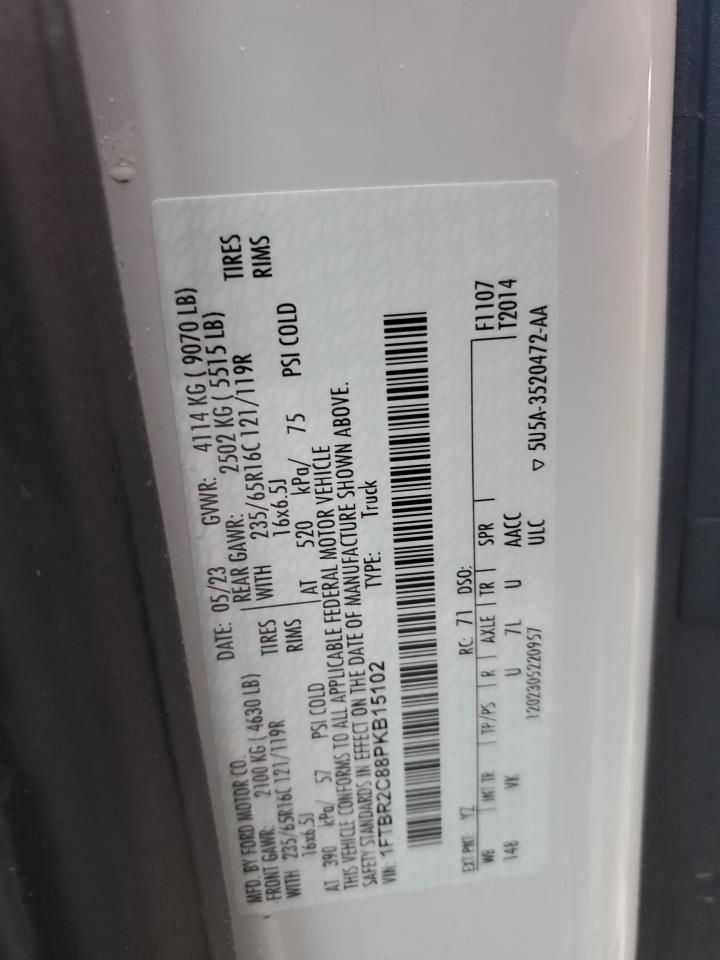 MFD. BY FORD MOTOR CO.
DATE: 05/23 GVWR: 4114 KG ( 9070 LB)
FRONT GAWR: 2100 KG ( 4630 LB) REAR GAWR: 2502 KG ( 5515 LB)
WITH 235/65R16C 121/119R TIRES WITH 235/65R16C 121/119R TIRES
16x6.5J RIMS 16x6.5J RIMS
AT 390 kPa/ 57 PSI COLD AT 520 kPa/ 75 PSI COLD
THIS VEHICLE CONFORMS TO ALL APPLICABLE FEDERAL MOTOR VEHICLE
SAFETY STANDARDS IN EFFECT ON THE DATE OF MANUFACTURE SHOWN ABOVE.
VIN: 1FTBR2C88PKB15102 TYPE: Truck
EXT PNT: YZ RC: 71 DSO:
WB INT TR TP/PS R AXLE TR SPR F1107
148 VK U 7L U AACC T2014
ULC
1202305220957 ▽ 5U5A-3520472-AA